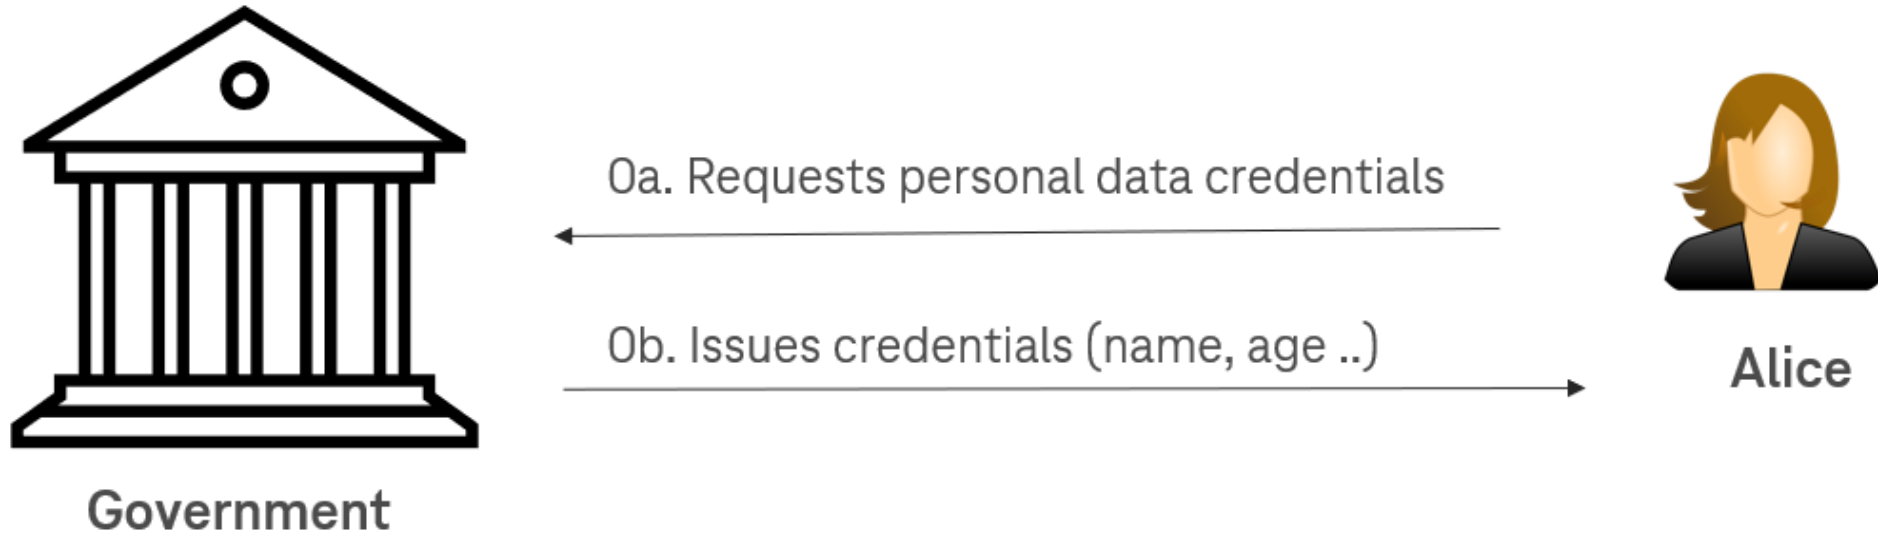 0a. Requests personal data credentials
0b. Issues credentials (name, age ..)
Alice
Government